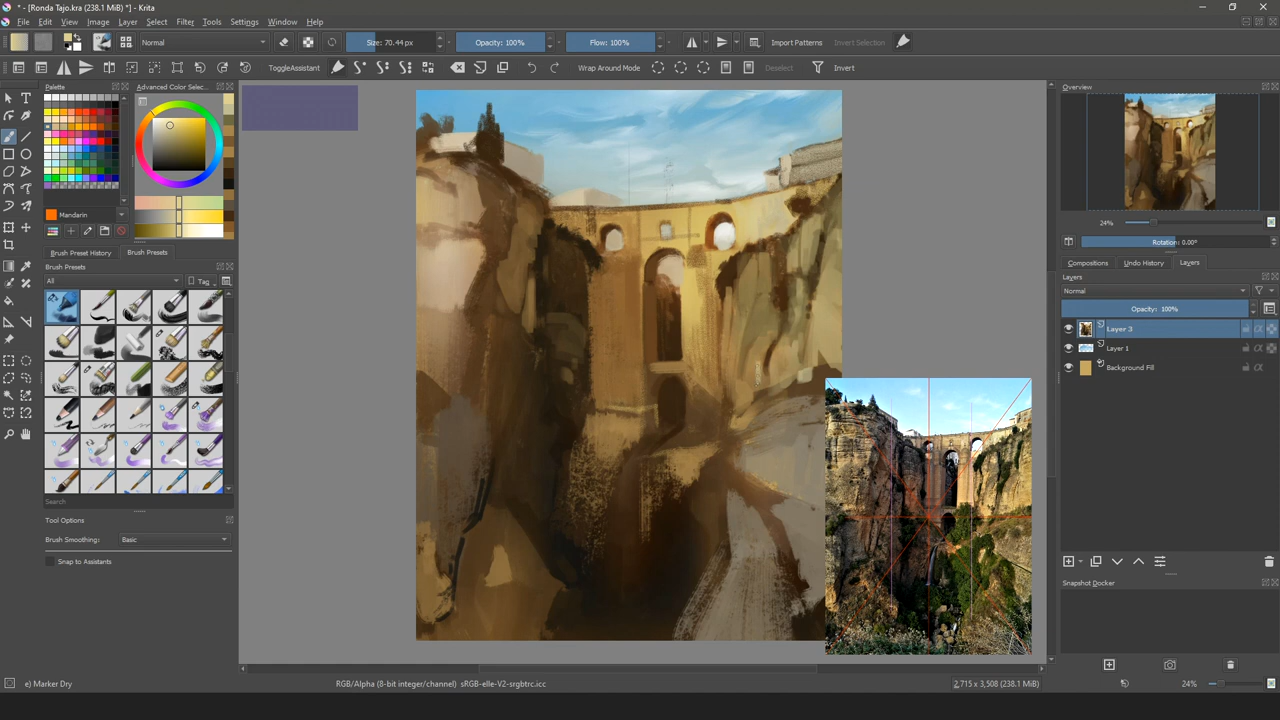 * - [Ronda Tajo.kra (238.1 MiB) *] - Krita
File Edit View Image Layer Select Filter Tools Settings Window Help
Normal Size: 70.44 px Opacity: 100% Flow: 100% Import Patterns Invert Selection
ToggleAssistant Wrap Around Mode Deselect Invert
Palette
Advanced Color Selec...
Mandarin
Brush Preset History Brush Presets
Brush Presets
All Tag
Search
Tool Options
Brush Smoothing: Basic
Snap to Assistants
Overview
24%
Rotation: 0.00°
Compositions Undo History Layers
Layers
Normal
Opacity: 100%
Layer 3
Layer 1
Background Fill
Snapshot Docker
e) Marker Dry
RGB/Alpha (8-bit integer/channel) sRGB-elle-V2-srgbtrc.icc
2,715 x 3,508 (238.1 MiB)
24%